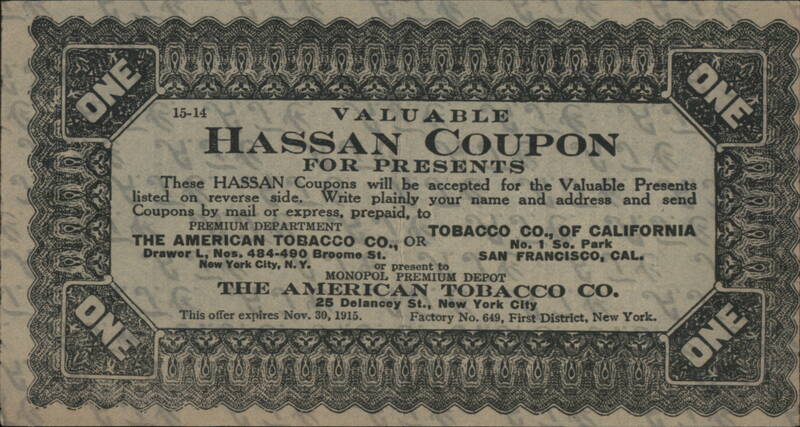 ONE
ONE
15-14
VALUABLE
HASSAN COUPON
FOR PRESENTS
These HASSAN Coupons will be accepted for the Valuable Presents
listed on reverse side. Write plainly your name and address and send
Coupons by mail or express, prepaid, to
PREMIUM DEPARTMENT
THE AMERICAN TOBACCO CO., OR
Drawer L, Nos. 484-490 Broome St.
New York City, N. Y.
TOBACCO CO., OF CALIFORNIA
No. 1 So. Park
SAN FRANCISCO, CAL.
or present to
MONOPOL PREMIUM DEPOT
THE AMERICAN TOBACCO CO.
25 Delancey St., New York City
This offer expires Nov. 30, 1915. Factory No. 649, First District, New York.
ONE
ONE